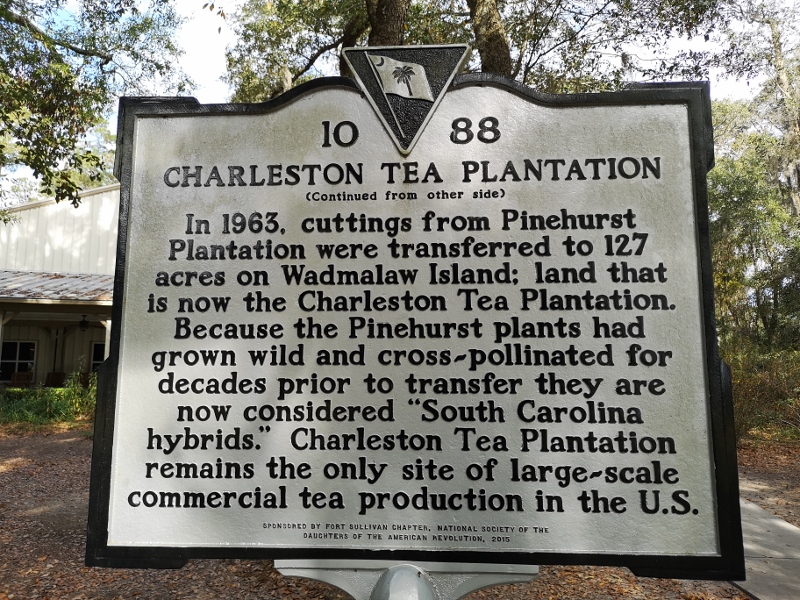 10 88
CHARLESTON TEA PLANTATION
(Continued from other side)
In 1963, cuttings from Pinehurst
Plantation were transferred to 127
acres on Wadmalaw Island; land that
is now the Charleston Tea Plantation.
Because the Pinehurst plants had
grown wild and cross-pollinated for
decades prior to transfer they are
now considered "South Carolina
hybrids." Charleston Tea Plantation
remains the only site of large-scale
commercial tea production in the U.S.
SPONSORED BY FORT SULLIVAN CHAPTER, NATIONAL SOCIETY OF THE
DAUGHTERS OF THE AMERICAN REVOLUTION, 2015